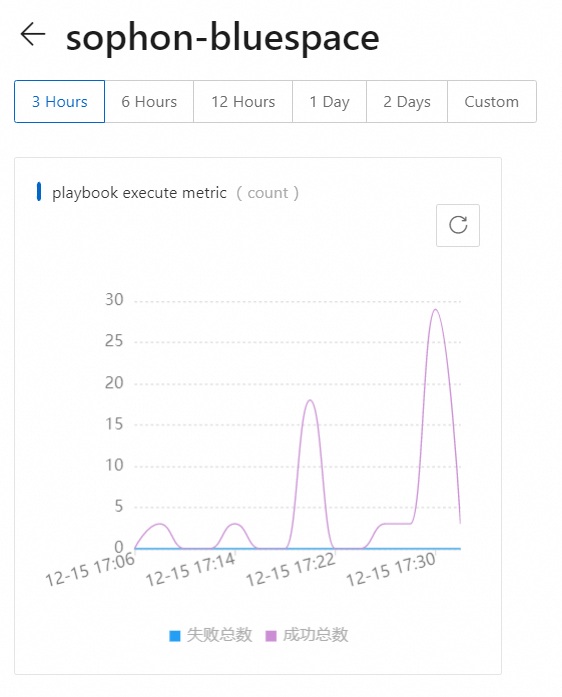 sophon-bluespace
3 Hours 6 Hours 12 Hours 1 Day 2 Days Custom
playbook execute metric ( count )
30
25
20
15
10
5
0
12-15 17:06 12-15 17:14 12-15 17:22 12-15 17:30
失败总数 成功总数